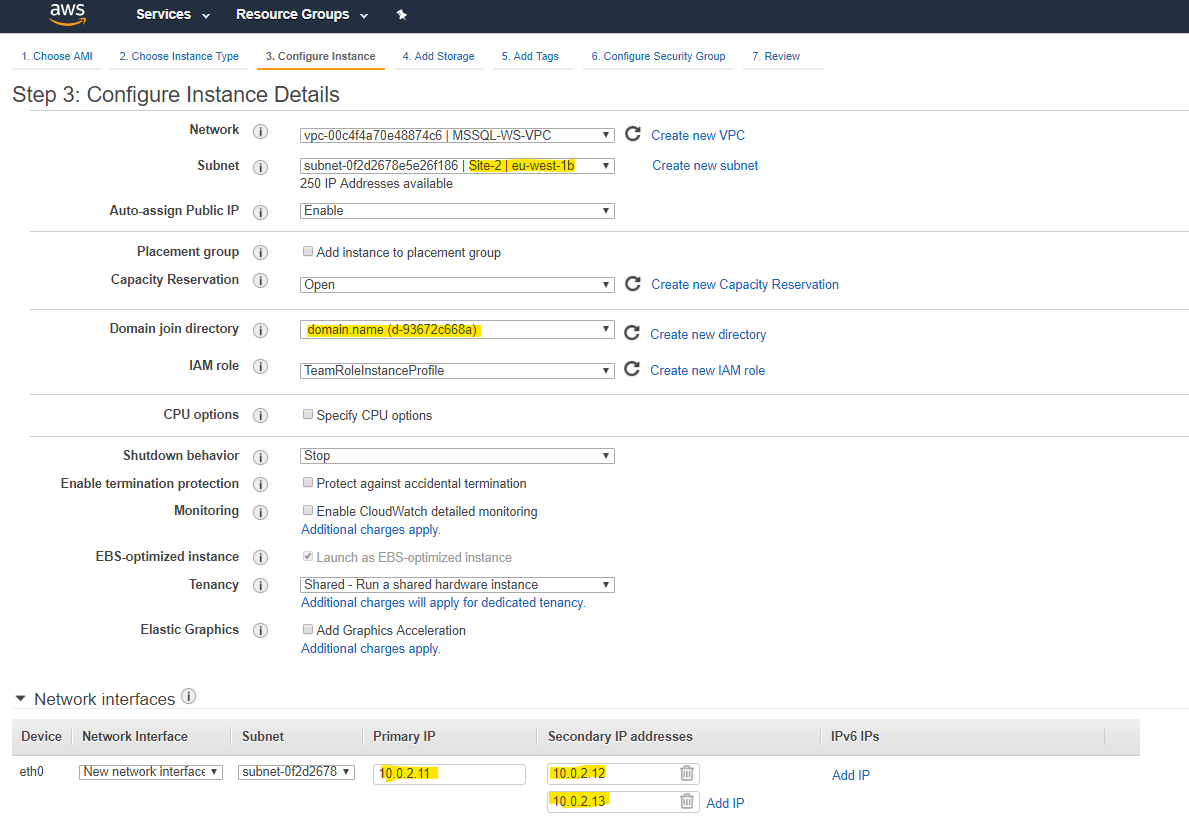 aws Services Resource Groups
1. Choose AMI 2. Choose Instance Type 3. Configure Instance 4. Add Storage 5. Add Tags 6. Configure Security Group 7. Review
Step 3: Configure Instance Details
Network vpc-00c4f4a70e48874c6 | MSSQL-WS-VPC Create new VPC
Subnet subnet-0f2d2678e5e26f186 | Site-2 | eu-west-1b Create new subnet
250 IP Addresses available
Auto-assign Public IP Enable
Placement group Add instance to placement group
Capacity Reservation Open Create new Capacity Reservation
Domain join directory domain.name (d-93672c668a) Create new directory
IAM role TeamRoleInstanceProfile Create new IAM role
CPU options Specify CPU options
Shutdown behavior Stop
Enable termination protection Protect against accidental termination
Monitoring Enable CloudWatch detailed monitoring
Additional charges apply.
EBS-optimized instance Launch as EBS-optimized instance
Tenancy Shared - Run a shared hardware instance
Additional charges will apply for dedicated tenancy.
Elastic Graphics Add Graphics Acceleration
Additional charges apply.
Network interfaces
Device Network Interface Subnet Primary IP Secondary IP addresses IPv6 IPs
eth0 New network interface subnet-0f2d2678 10.0.2.11 10.0.2.12 Add IP
10.0.2.13 Add IP